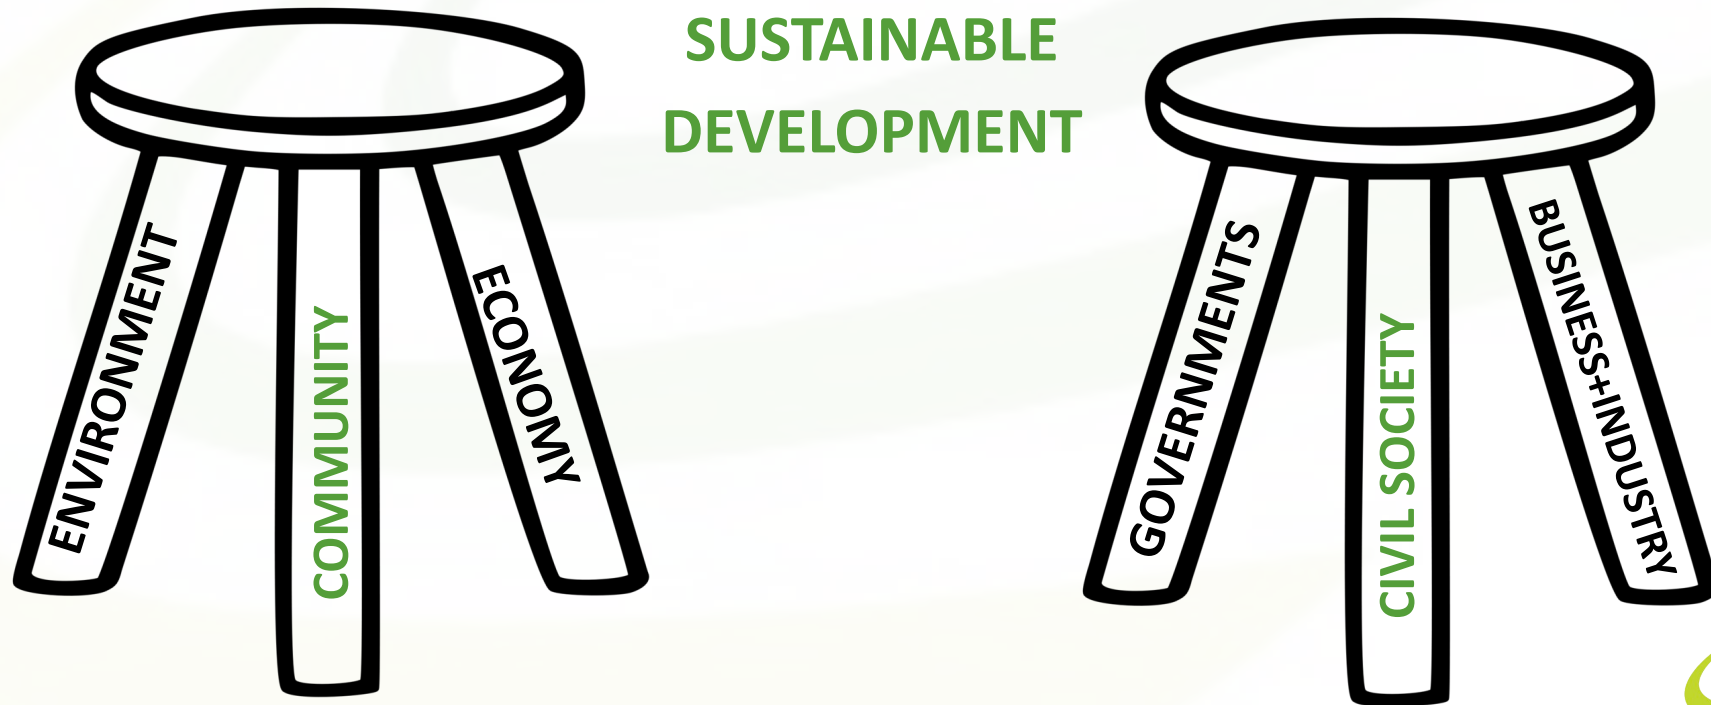 SUSTAINABLE
DEVELOPMENT
ENVIRONMENT
COMMUNITY
ECONOMY
GOVERNMENTS
CIVIL SOCIETY
BUSINESS+INDUSTRY